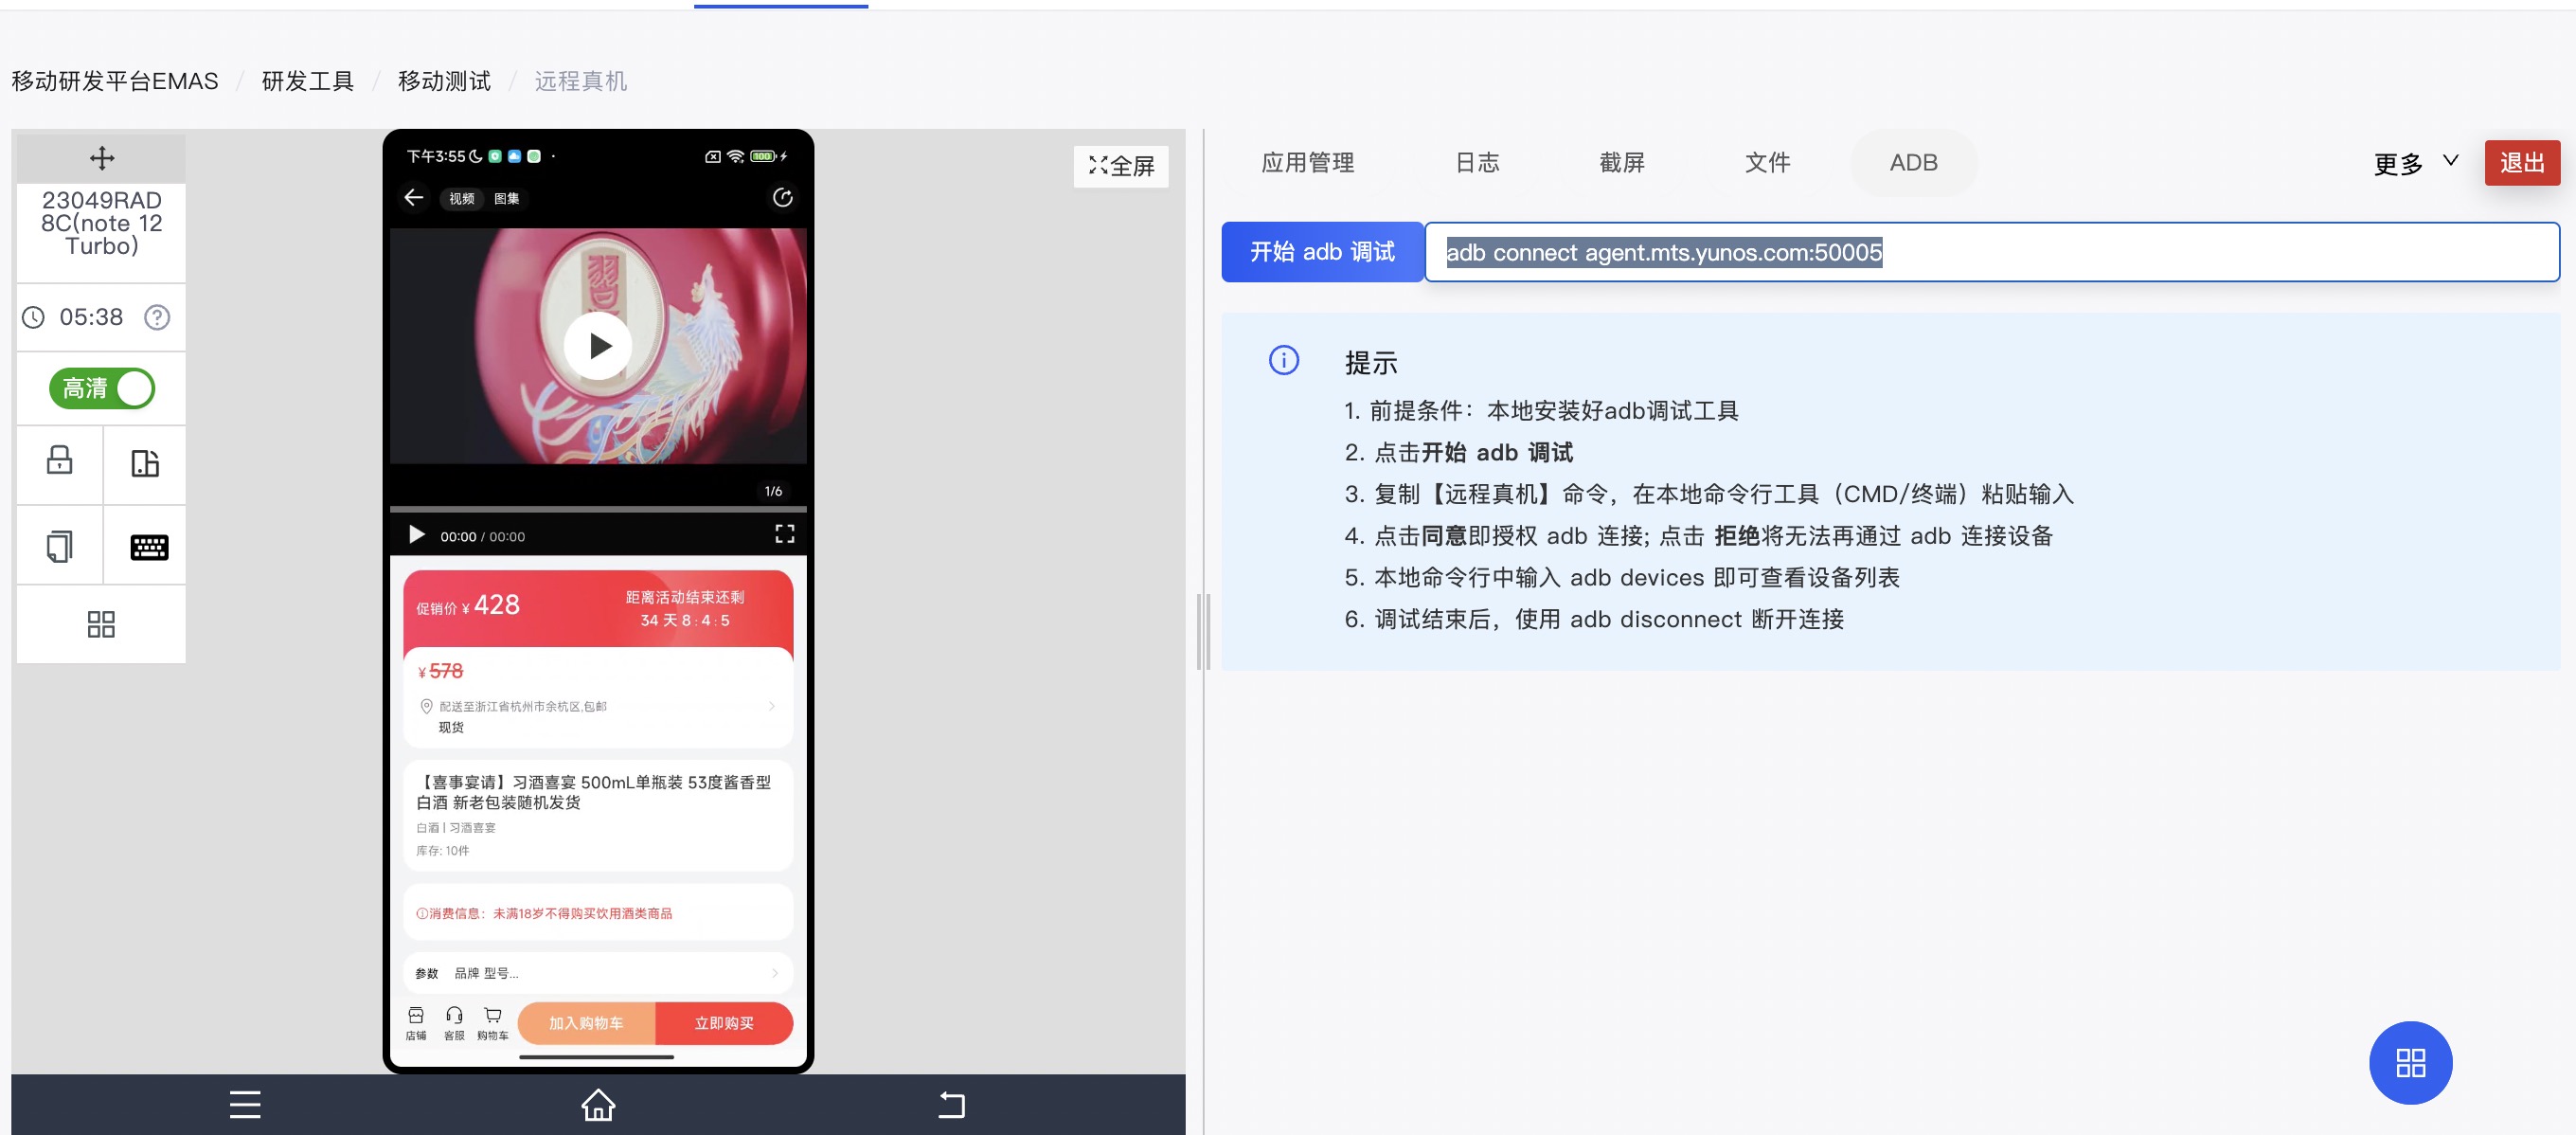 移动研发平台EMAS / 研发工具 / 移动测试 / 远程真机
23049RAD
8C(note 12
Turbo)
05:38
高清
下午3:55
100
视频 图集
習
1/6
00:00 / 00:00
促销价 ¥ 428
距离活动结束还剩
34 天 8 : 4 : 5
¥ 578
配送至浙江省杭州市余杭区,包邮
现货
【喜事宴请】习酒喜宴 500mL单瓶装 53度酱香型
白酒 新老包装随机发货
白酒 | 习酒喜宴
库存: 10件
消费信息：未满18岁不得购买饮用酒类商品
参数 品牌 型号...
店铺 客服 购物车 加入购物车 立即购买
全屏
应用管理 日志 截屏 文件 ADB 更多 退出
开始 adb 调试 adb connect agent.mts.yunos.com:50005
提示
1. 前提条件：本地安装好adb调试工具
2. 点击开始 adb 调试
3. 复制【远程真机】命令，在本地命令行工具（CMD/终端）粘贴输入
4. 点击同意即授权 adb 连接; 点击 拒绝将无法再通过 adb 连接设备
5. 本地命令行中输入 adb devices 即可查看设备列表
6. 调试结束后，使用 adb disconnect 断开连接